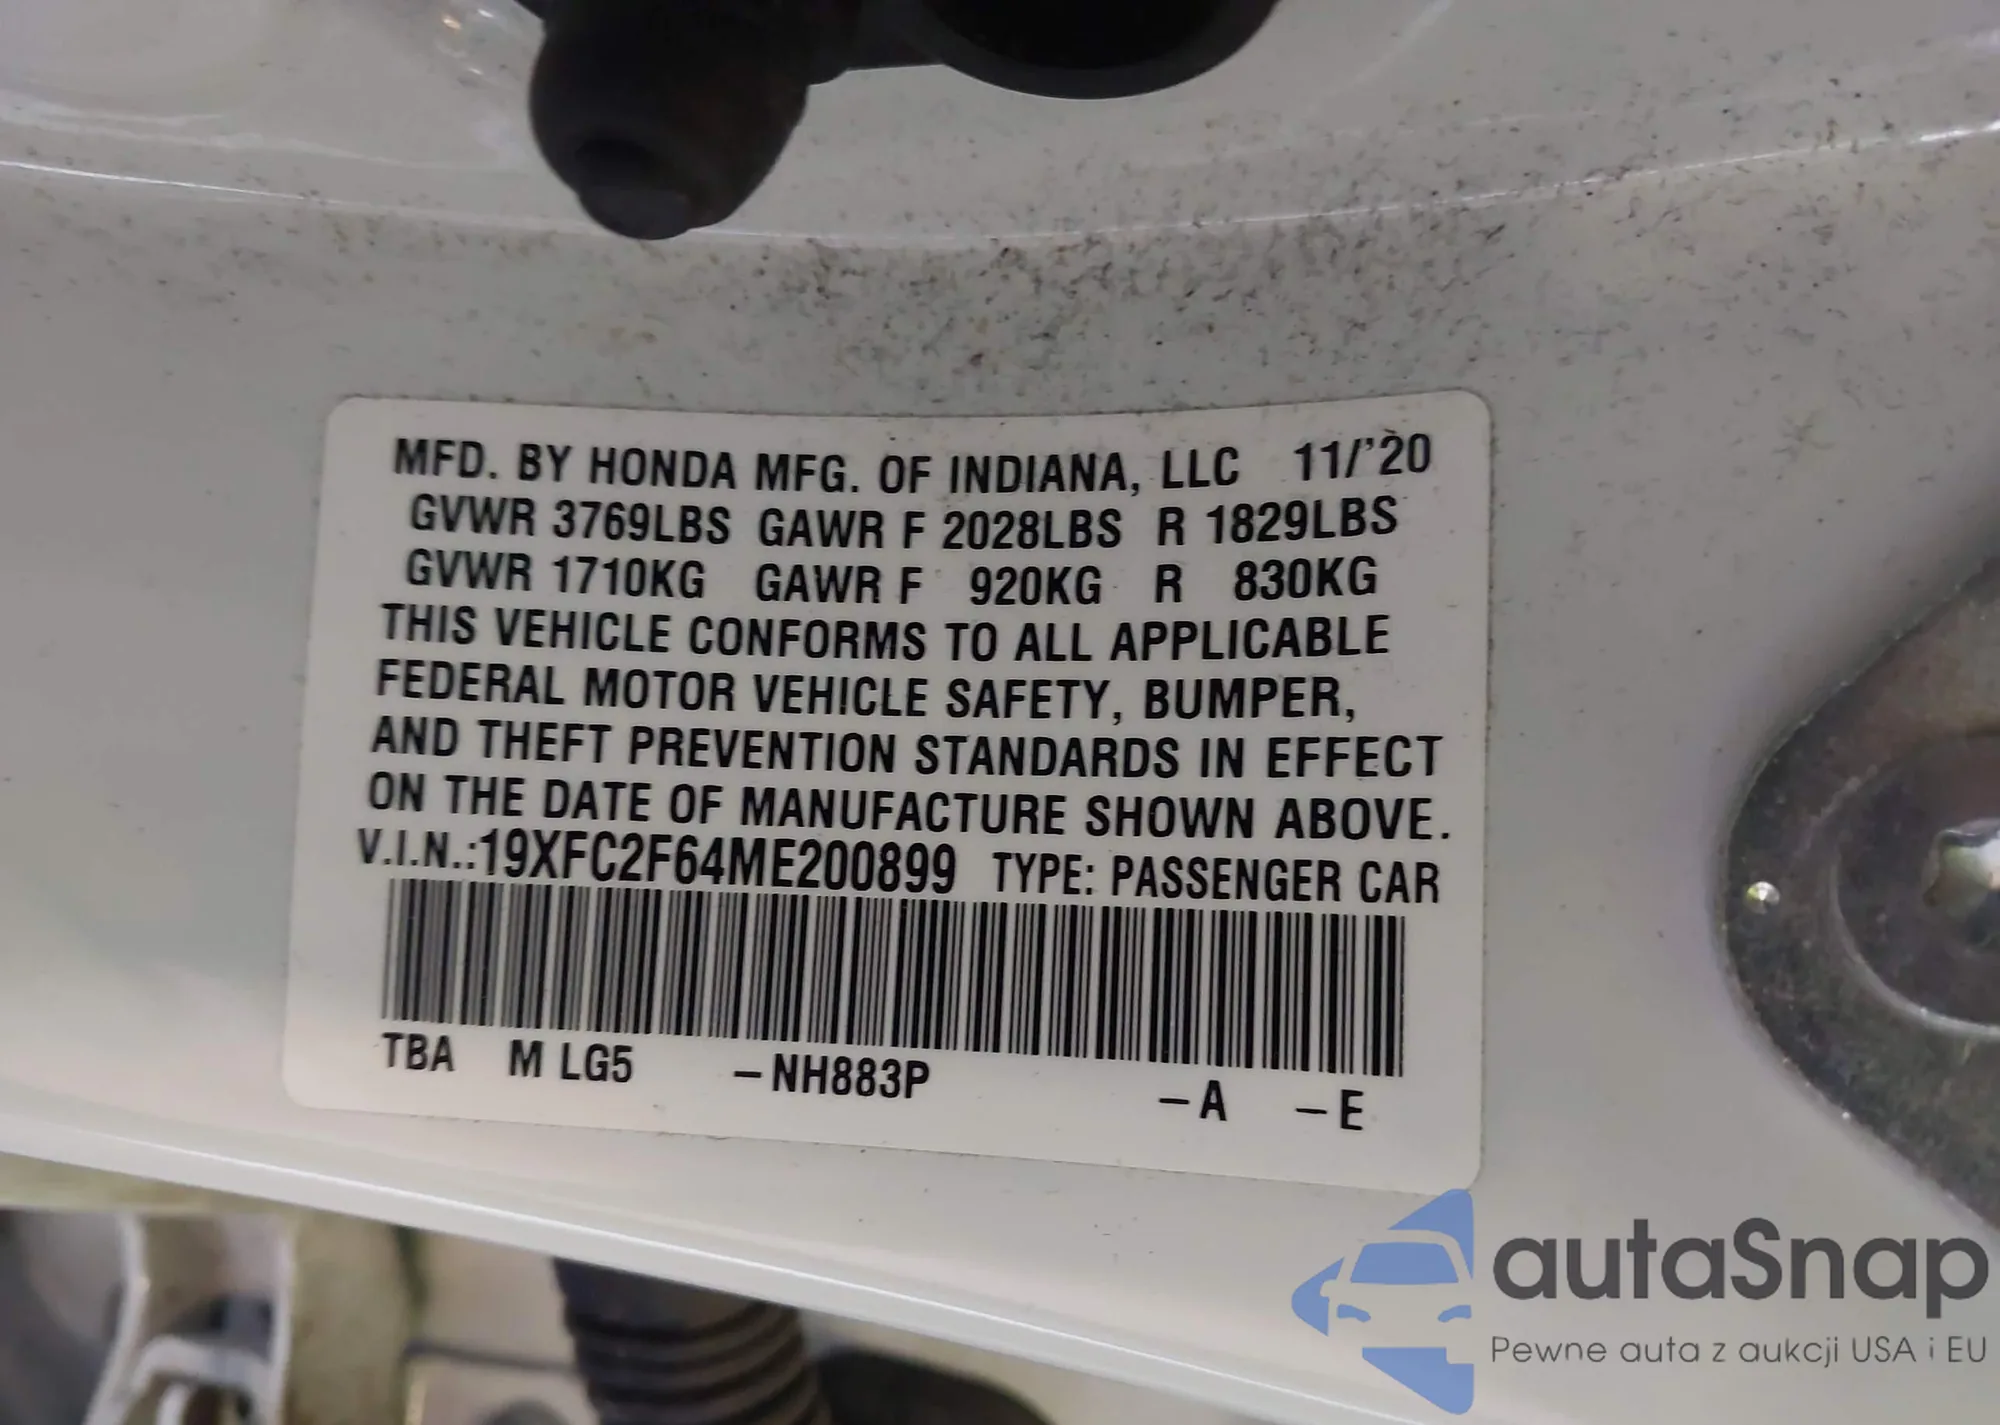 MFD. BY HONDA MFG. OF INDIANA, LLC 11/'20
GVWR 3769LBS GAWR F 2028LBS R 1829LBS
GVWR 1710KG GAWR F 920KG R 830KG
THIS VEHICLE CONFORMS TO ALL APPLICABLE
FEDERAL MOTOR VEHICLE SAFETY, BUMPER,
AND THEFT PREVENTION STANDARDS IN EFFECT
ON THE DATE OF MANUFACTURE SHOWN ABOVE.
V.I.N.:19XFC2F64ME200899 TYPE: PASSENGER CAR
TBA M LG5 –NH883P –A –E
autaSnap
Pewne auta z aukcji USA i EU